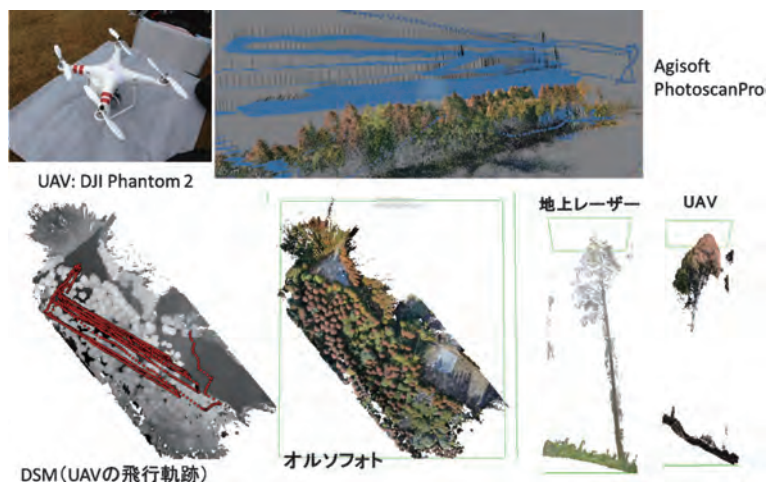 Agisoft
PhotoscanPro
UAV: DJI Phantom 2
地上レーザー
UAV
DSM(UAVの飛行軌跡)
オルソフォト